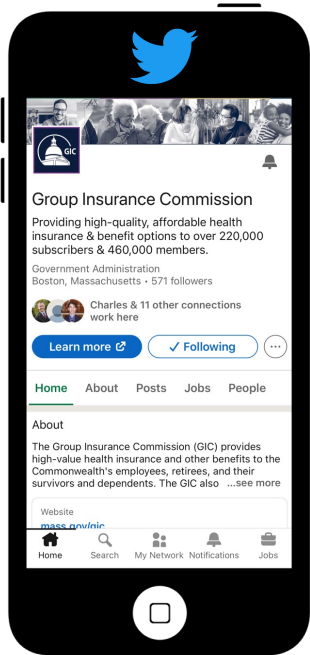 GIC
Group Insurance Commission
Providing high-quality, affordable health
insurance & benefit options to over 220,000
subscribers & 460,000 members.
Government Administration
Boston, Massachusetts • 571 followers
Charles & 11 other connections
work here
Learn more
✓ Following
Home About Posts Jobs People
About
The Group Insurance Commission (GIC) provides
high-value health insurance and other benefits to the
Commonwealth's employees, retirees, and their
survivors and dependents. The GIC also ...see more
Website
mass.gov/gic
Home Search My Network Notifications Jobs